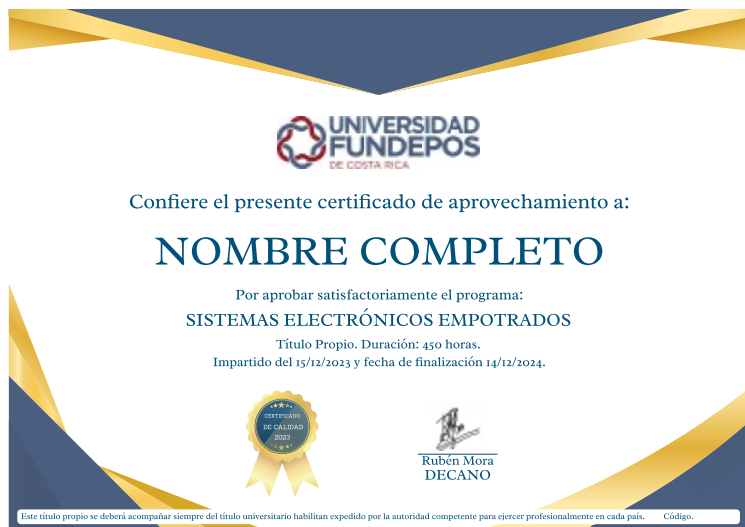 UNIVERSIDAD
FUNDEPOS
DE COSTA RICA
Confiere el presente certificado de aprovechamiento a:
NOMBRE COMPLETO
Por aprobar satisfactoriamente el programa:
SISTEMAS ELECTRÓNICOS EMPOTRADOS
Título Propio. Duración: 450 horas.
Impartido del 15/12/2023 y fecha de finalización 14/12/2024.
CERTIFICADO
DE CALIDAD
2023
Rubén Mora
DECANO
Este título propio se deberá acompañar siempre del título universitario habilitan expedido por la autoridad competente para ejercer profesionalmente en cada país. Código.